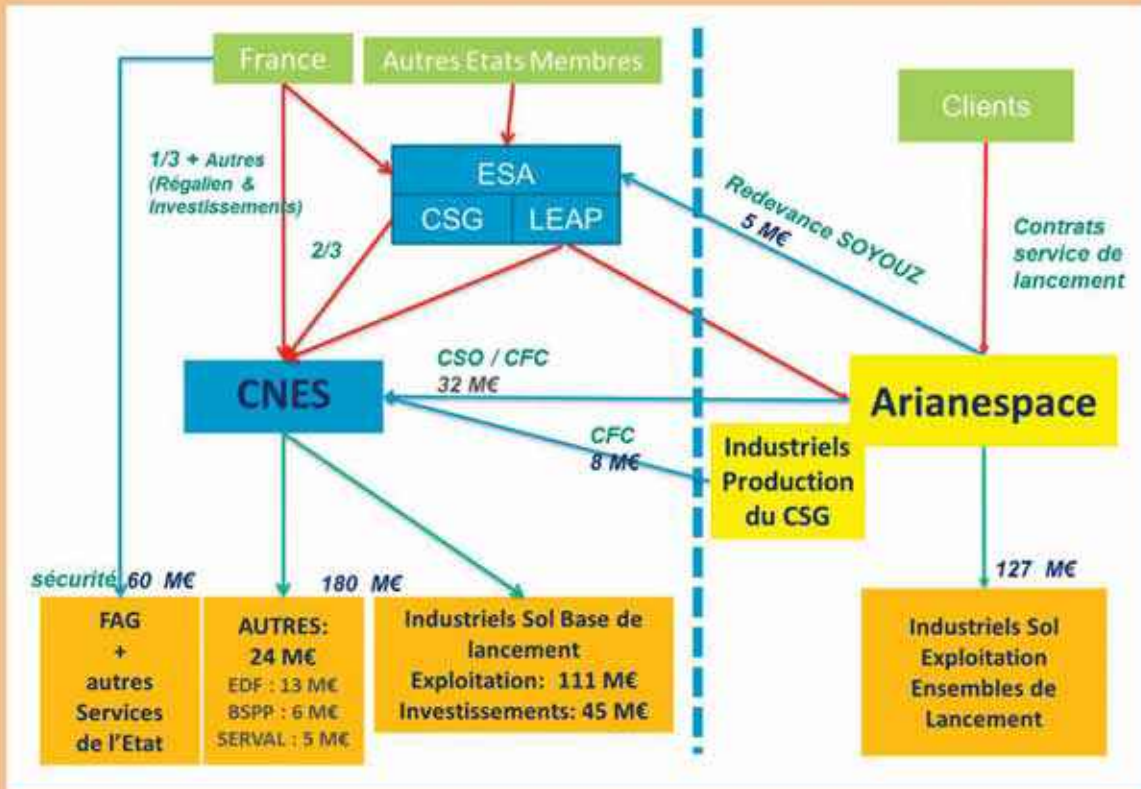 France
Autres Etats Membres
Clients
1/3 + Autres
(Régalien &
Investissements)
ESA
CSG
LEAP
2/3
Redevance SOYOUZ
5 M€
Contrats
service de
lancement
CNES
CSO / CFC
32 M€
Arianespace
CFC
8 M€
Industriels
Production
du CSG
sécurité 60 M€
180 M€
127 M€
FAG
+
autres
Services
de l'Etat
AUTRES:
24 M€
EDF : 13 M€
BSPP : 6 M€
SERVAL : 5 M€
Industriels Sol Base de
lancement
Exploitation: 111 M€
Investissements: 45 M€
Industriels Sol
Exploitation
Ensembles de
Lancement